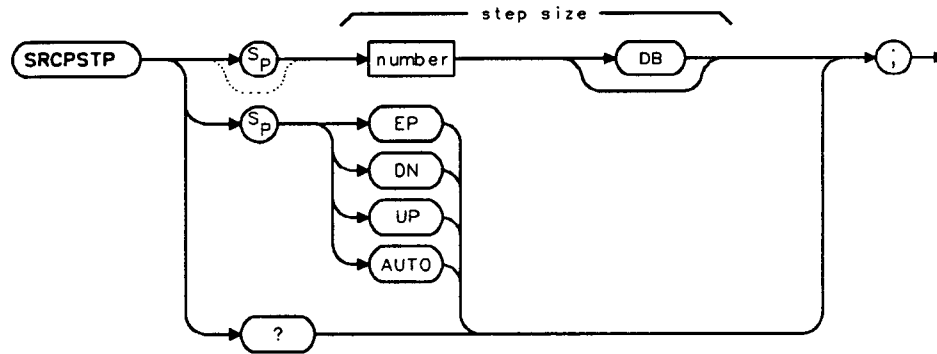 step size
SRCPSTP
SP
number
DB
;
SP
EP
DN
UP
AUTO
?